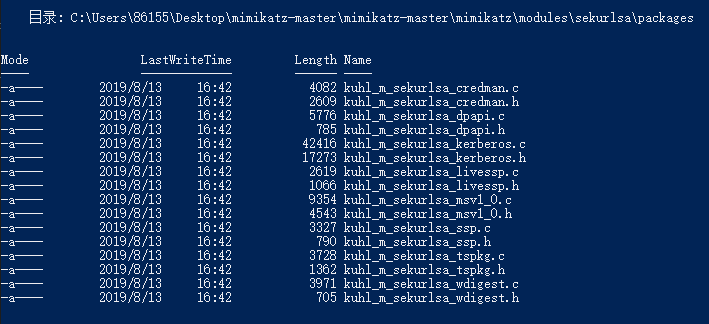 目录: C:\Users\86155\Desktop\mimikatz-master\mimikatz-master\mimikatz\modules\sekurlsa\packages
Mode LastWriteTime Length Name
-a---- 2019/8/13 16:42 4082 kuhl_m_sekurlsa_credman.c
-a---- 2019/8/13 16:42 2609 kuhl_m_sekurlsa_credman.h
-a---- 2019/8/13 16:42 5776 kuhl_m_sekurlsa_dpapi.c
-a---- 2019/8/13 16:42 785 kuhl_m_sekurlsa_dpapi.h
-a---- 2019/8/13 16:42 42416 kuhl_m_sekurlsa_kerberos.c
-a---- 2019/8/13 16:42 17273 kuhl_m_sekurlsa_kerberos.h
-a---- 2019/8/13 16:42 2619 kuhl_m_sekurlsa_livessp.c
-a---- 2019/8/13 16:42 1066 kuhl_m_sekurlsa_livessp.h
-a---- 2019/8/13 16:42 9354 kuhl_m_sekurlsa_msv1_0.c
-a---- 2019/8/13 16:42 4543 kuhl_m_sekurlsa_msv1_0.h
-a---- 2019/8/13 16:42 3327 kuhl_m_sekurlsa_ssp.c
-a---- 2019/8/13 16:42 790 kuhl_m_sekurlsa_ssp.h
-a---- 2019/8/13 16:42 3728 kuhl_m_sekurlsa_tspkg.c
-a---- 2019/8/13 16:42 1362 kuhl_m_sekurlsa_tspkg.h
-a---- 2019/8/13 16:42 3971 kuhl_m_sekurlsa_wdigest.c
-a---- 2019/8/13 16:42 705 kuhl_m_sekurlsa_wdigest.h